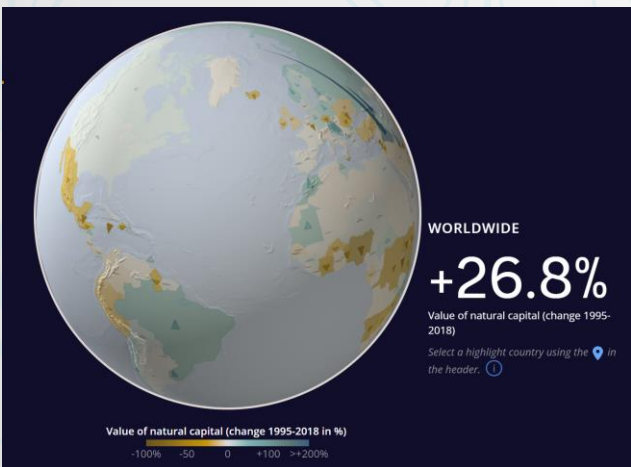 WORLDWIDE
+26.8%
Value of natural capital (change 1995-
2018)
Select a highlight country using the in
the header. i
Value of natural capital (change 1995-2018 in %)
-100% -50 0 +100 >+200%